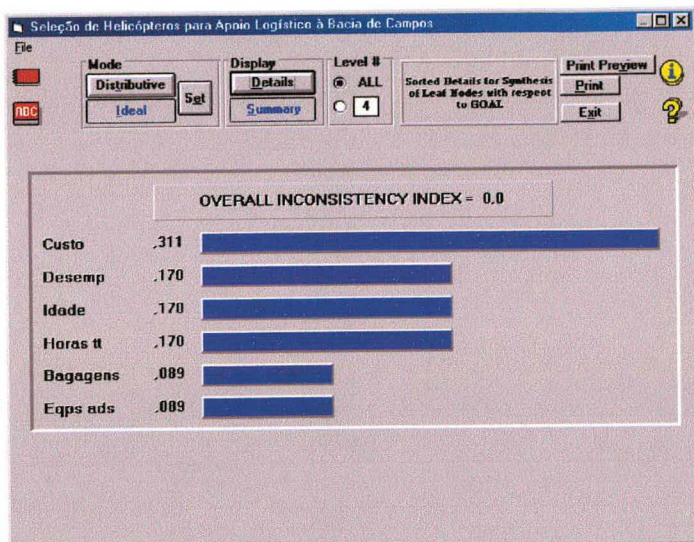 Seleção de Helicópteros para Apoio Logístico à Bacia de Campos
File
Mode
Distributive
Ideal
Set
Display
Details
Summary
Level #
ALL
4
Sorted Details for Synthesis
of Leaf Nodes with respect
to GOAL
Print Preview
Print
Exit
ABC
OVERALL INCONSISTENCY INDEX = 0,0
Custo ,311
Desemp ,170
Idade ,170
Horas tt ,170
Bagagens ,089
Eqps ads ,089